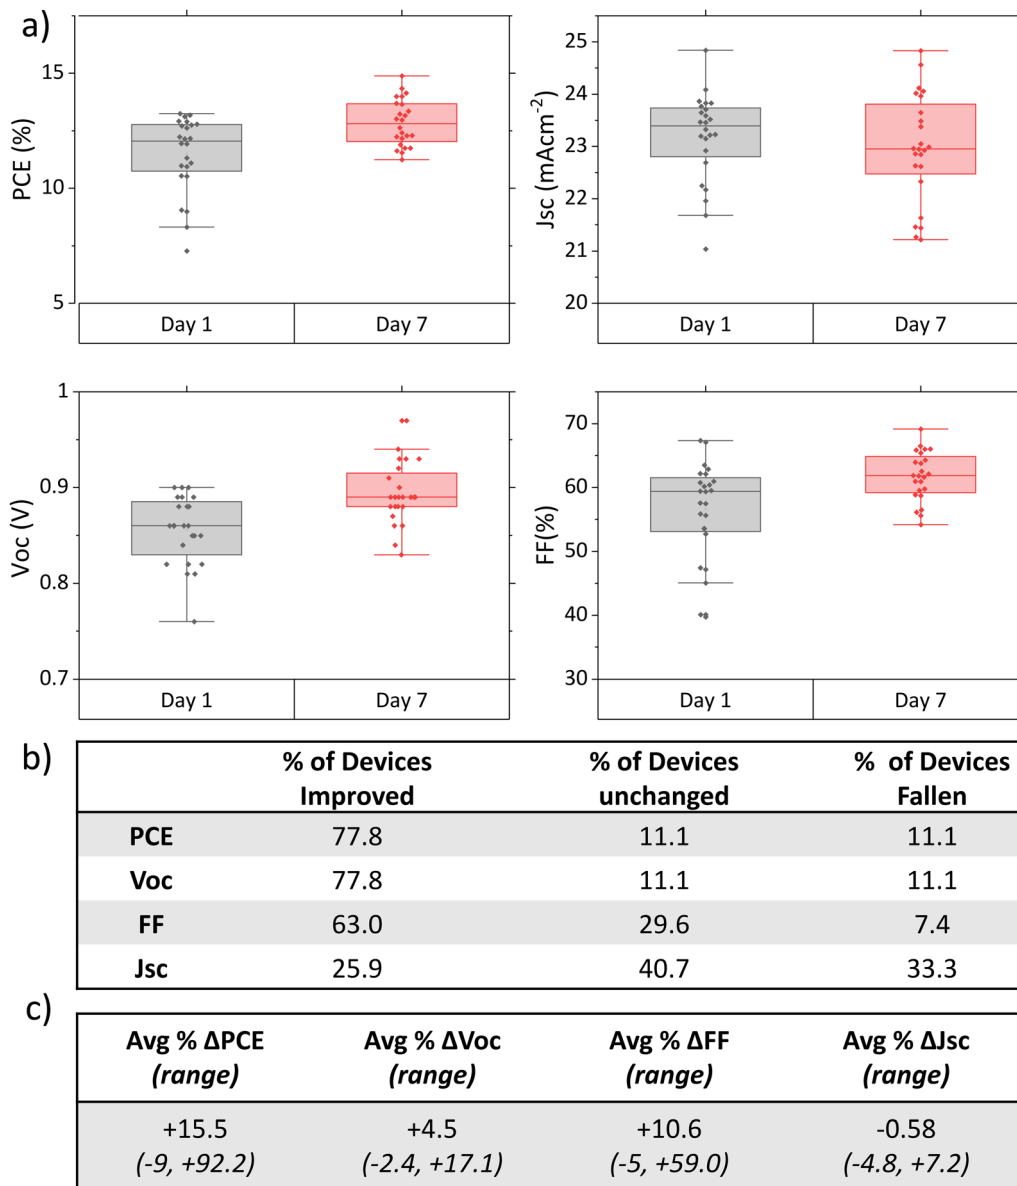 a)
PCE (%)
15
10
5
Day 1
Day 7
Jsc (mAcm⁻²)
25
24
23
22
21
20
Day 1
Day 7
Voc (V)
1
0.9
0.8
0.7
Day 1
Day 7
FF(%)
70
60
50
40
30
Day 1
Day 7
b)
% of Devices Improved
% of Devices unchanged
% of Devices Fallen
PCE 77.8 11.1 11.1
Voc 77.8 11.1 11.1
FF 63.0 29.6 7.4
Jsc 25.9 40.7 33.3
c)
Avg % ΔPCE Avg % ΔVoc Avg % ΔFF Avg % ΔJsc
(range) (range) (range) (range)
+15.5 +4.5 +10.6 -0.58
(-9, +92.2) (-2.4, +17.1) (-5, +59.0) (-4.8, +7.2)